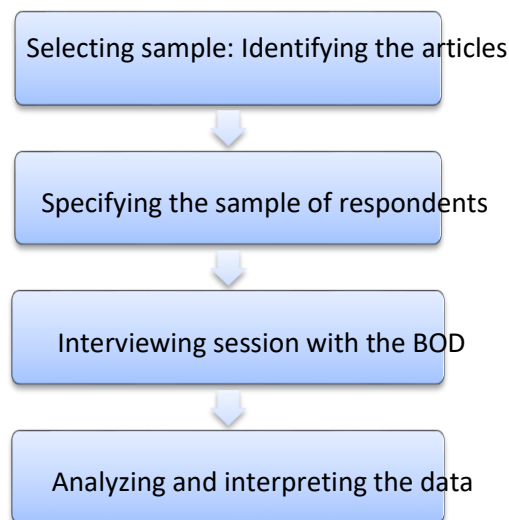 Selecting sample: Identifying the articles
Specifying the sample of respondents
Interviewing session with the BOD
Analyzing and interpreting the data